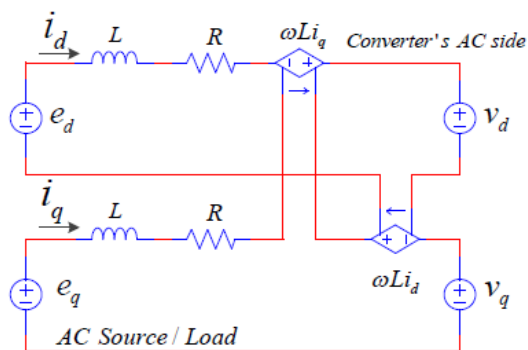 i_d L R ωLi_q Converter's AC side
e_d v_d
i_q L R
ωLi_d
e_q v_q
AC Source / Load